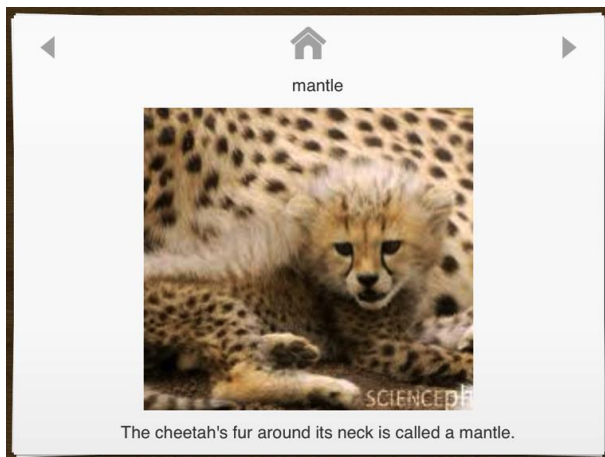 mantle
SCIENCEph
The cheetah's fur around its neck is called a mantle.